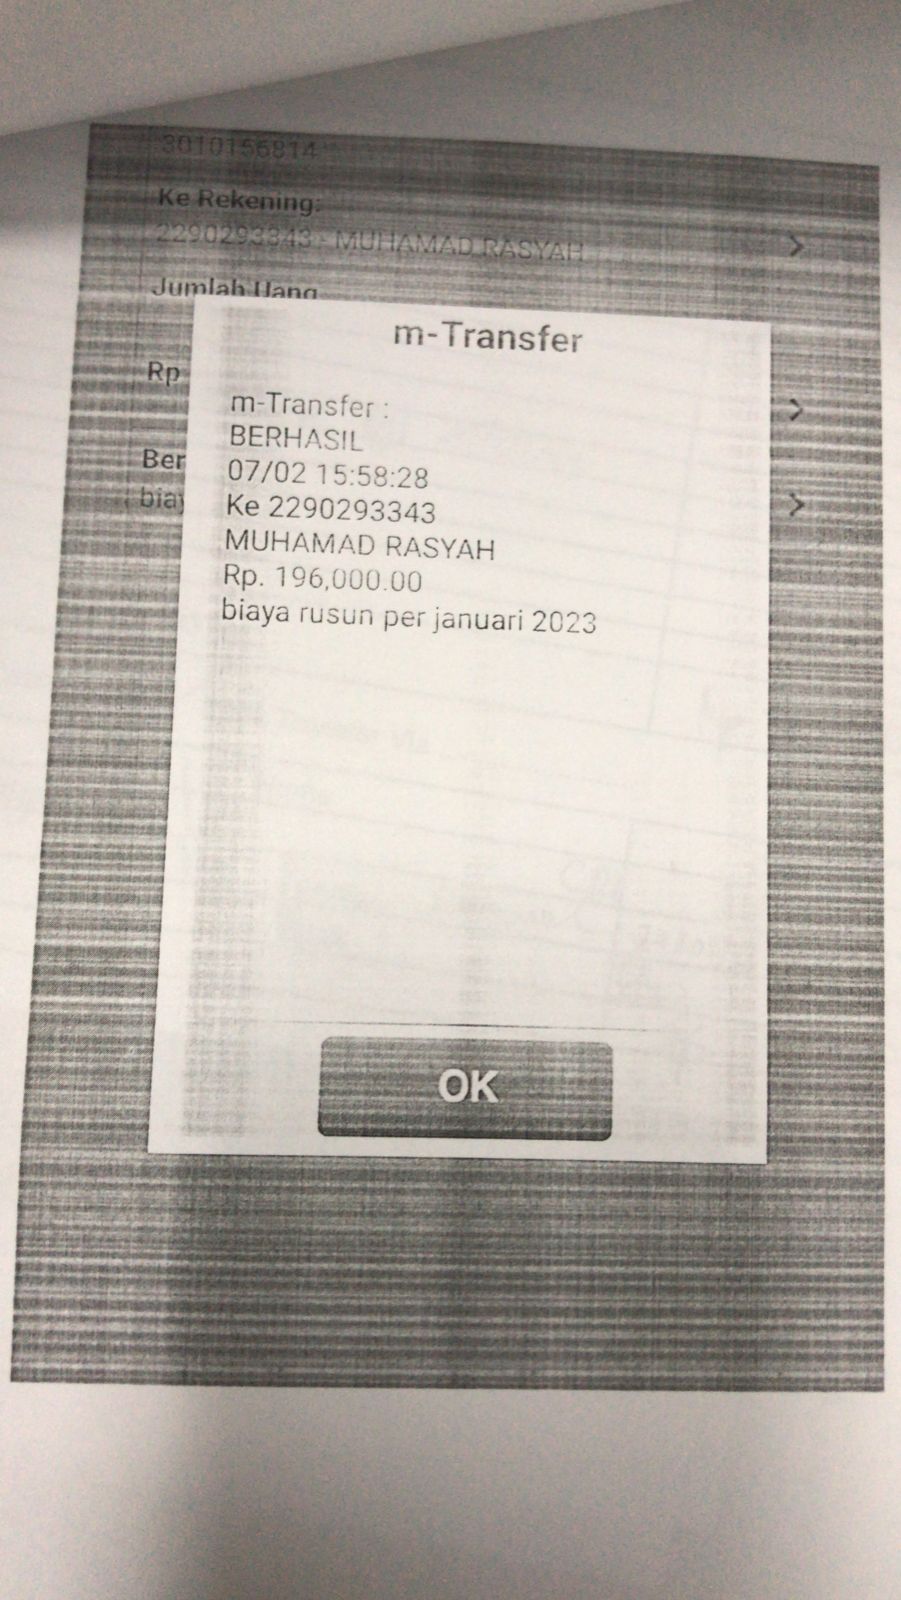 3010156814
Ke Rekening:
2290293343 - MUHAMAD RASYAH
Jumlah Uang
m-Transfer
Rp
m-Transfer :
BERHASIL
Ber
07/02 15:58:28
bia
Ke 2290293343
MUHAMAD RASYAH
Rp. 196,000.00
biaya rusun per januari 2023
OK